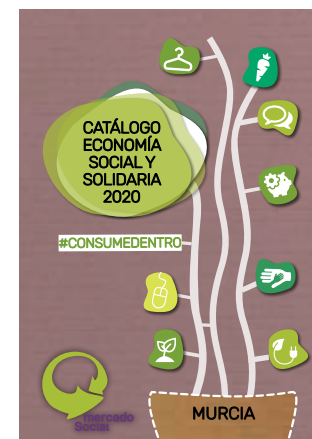 CATÁLOGO
ECONOMÍA
SOCIAL Y
SOLIDARIA
2020
#CONSUMEDENTRO
mercado
Social
MURCIA